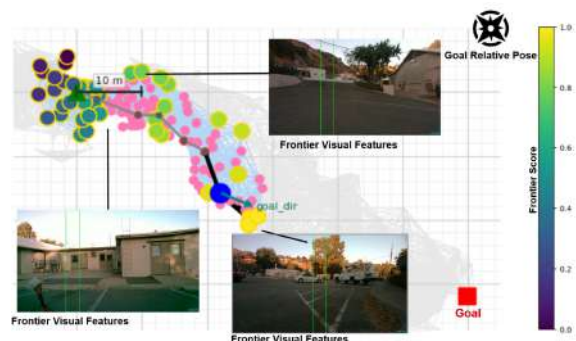 Goal Relative Pose
10 m
Frontier Visual Features
goal_dir
Frontier Visual Features
Frontier Visual Features
Goal
Frontier Score
1.0
0.8
0.6
0.4
0.2
0.0